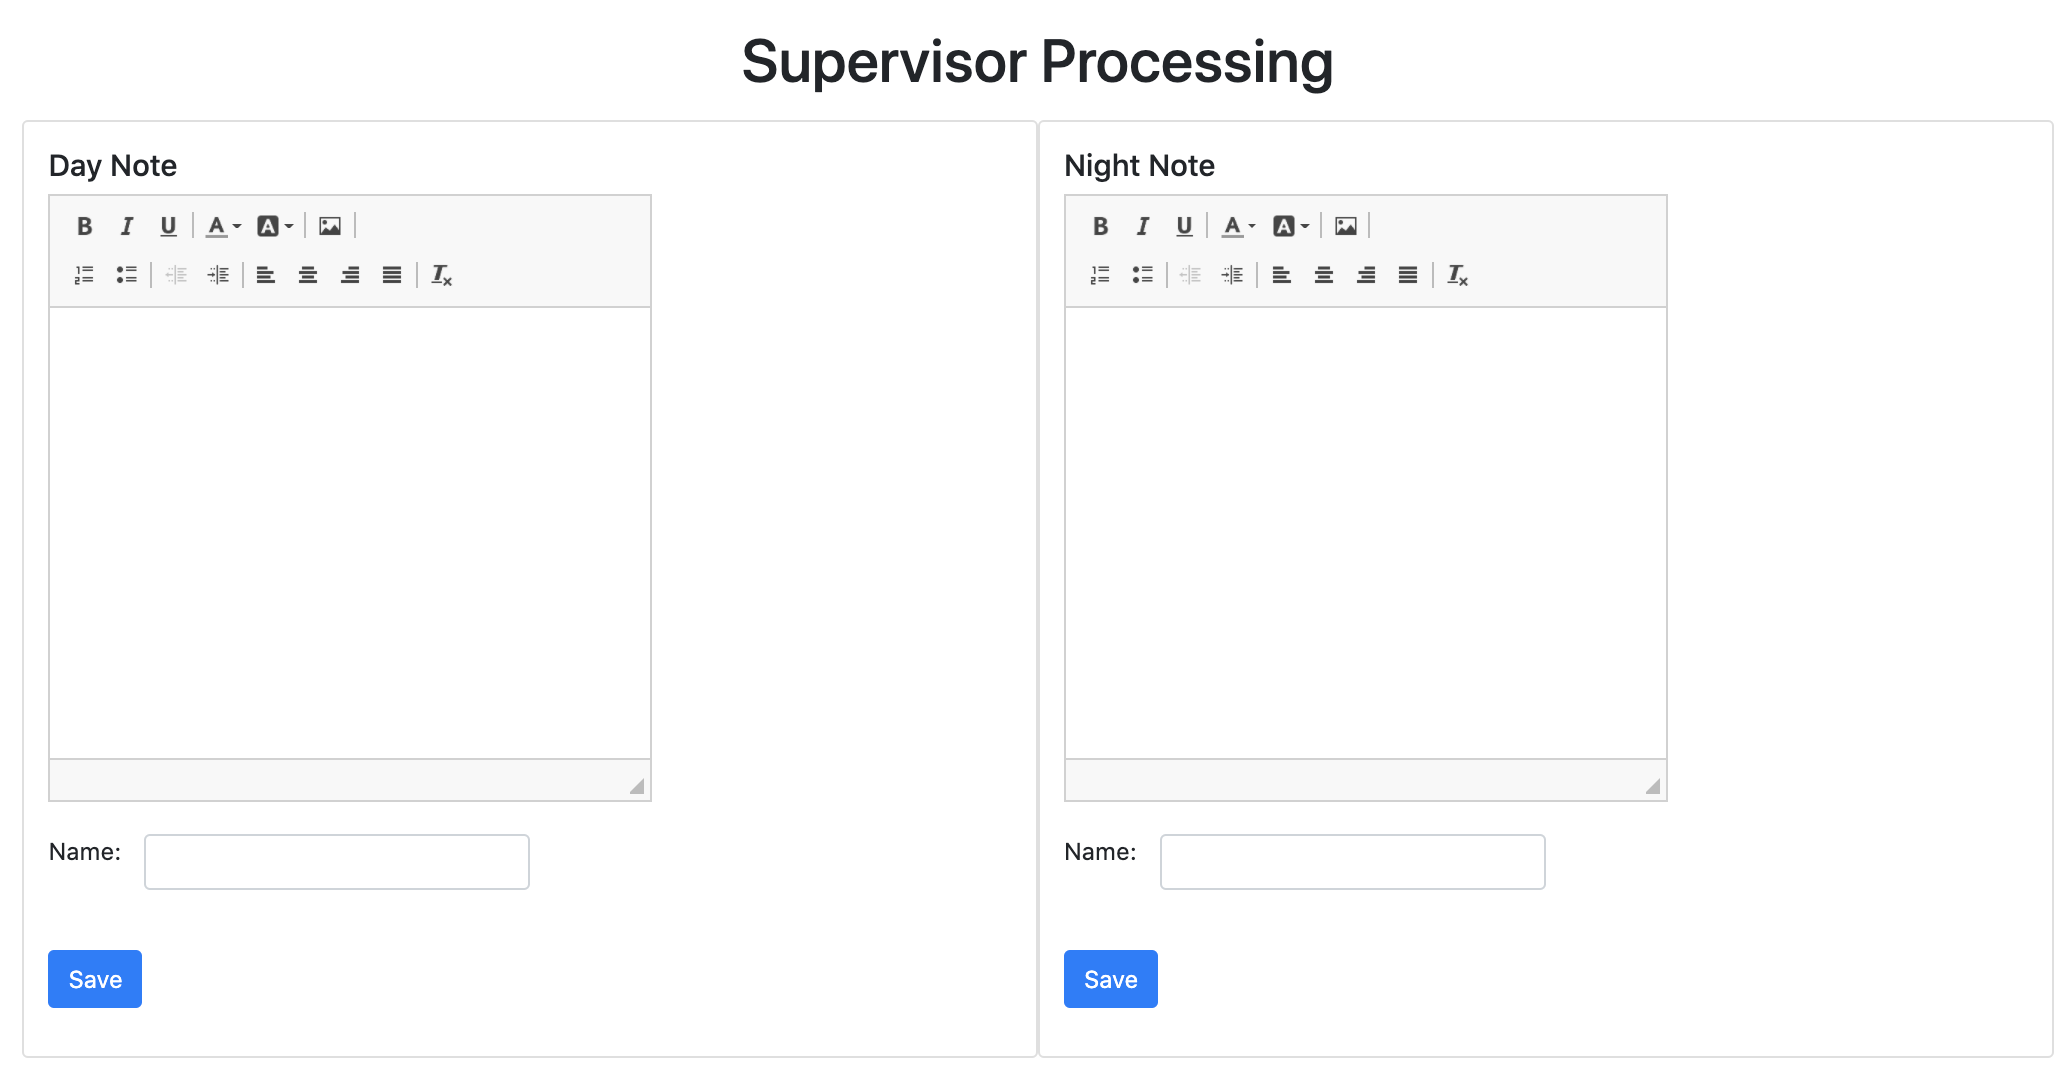 Supervisor Processing
Day Note
Name:
Save
Night Note
Name:
Save